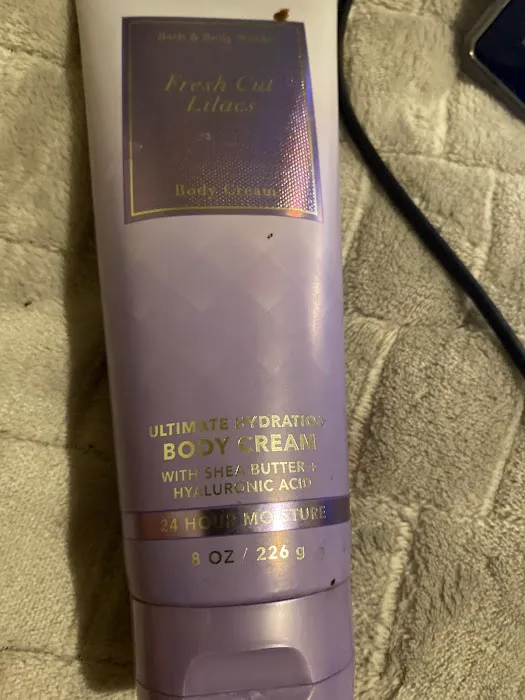 Bath & Body Works
Fresh Cut
Lilacs
Body Cream
ULTIMATE HYDRATION
BODY CREAM
WITH SHEA BUTTER +
HYALURONIC ACID
24 HOUR MOISTURE
8 OZ / 226 g